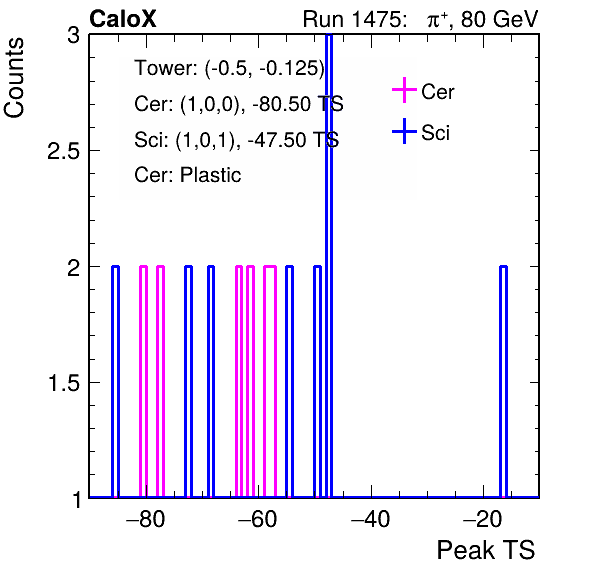 CaloX Run 1475: π+, 80 GeV
Counts
3
2.5
2
1.5
1
Tower: (-0.5, -0.125)
Cer: (1,0,0), -80.50 TS
Sci: (1,0,1), -47.50 TS
Cer: Plastic
Cer
Sci
−80 −60 −40 −20
Peak TS